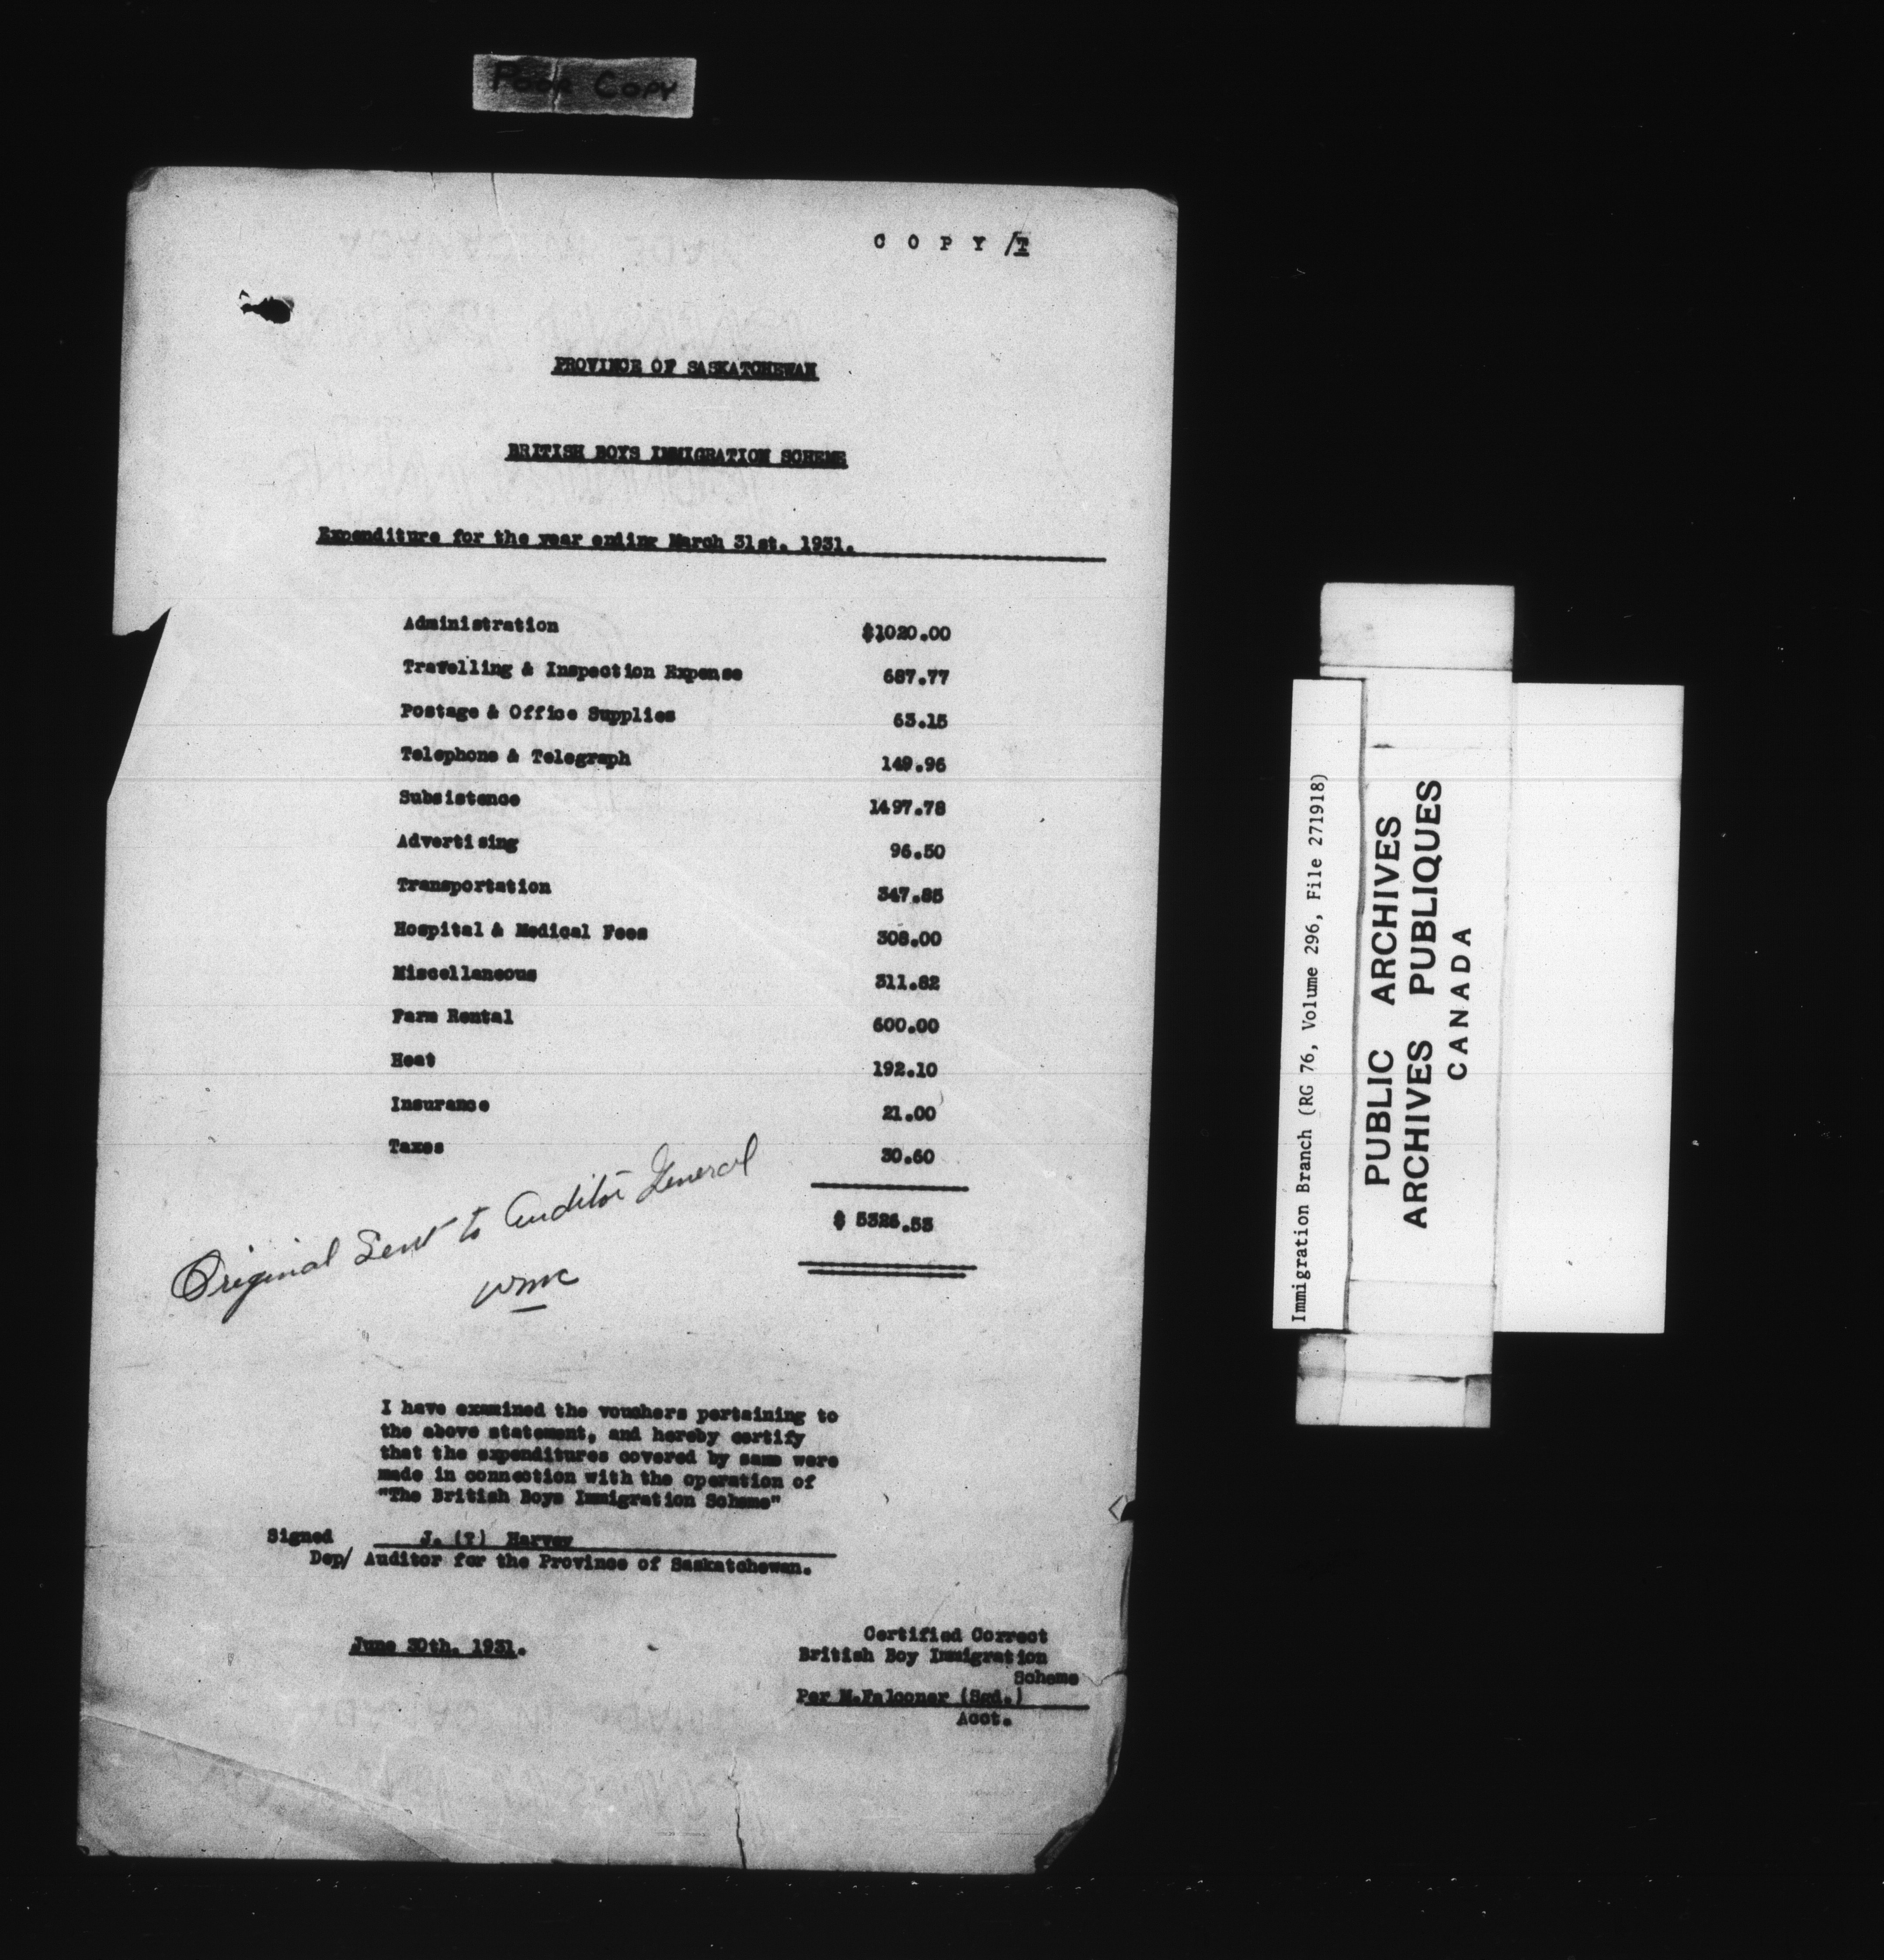 Poor Copy
C O P Y /T
PROVINCE OF SASKATCHEWAN
BRITISH BOYS IMMIGRATION SCHEME
Expenditure for the year ending March 31st. 1931.
Administration $1020.00
Travelling & Inspection Expense 687.77
Postage & Office Supplies 63.15
Telephone & Telegraph 149.96
Subsistence 1497.78
Advertising 96.50
Transportation 347.85
Hospital & Medical Fees 308.00
Miscellaneous 311.82
Farm Rental 600.00
Heat 192.10
Insurance 21.00
Taxes 30.60
$ 5326.53
Original Sent to Auditor General
WMC
I have examined the vouchers pertaining to
the above statement, and hereby certify
that the expenditures covered by same were
made in connection with the operation of
"The British Boys Immigration Scheme"
Signed J. (?) Harvey
Dep/ Auditor for the Province of Saskatchewan.
June 30th. 1931.
Certified Correct
British Boy Immigration
Scheme
Per M.Falconer (Sgd.)
Acct.
Immigration Branch (RG 76, Volume 296, File 271918)
PUBLIC ARCHIVES
ARCHIVES PUBLIQUES
CANADA